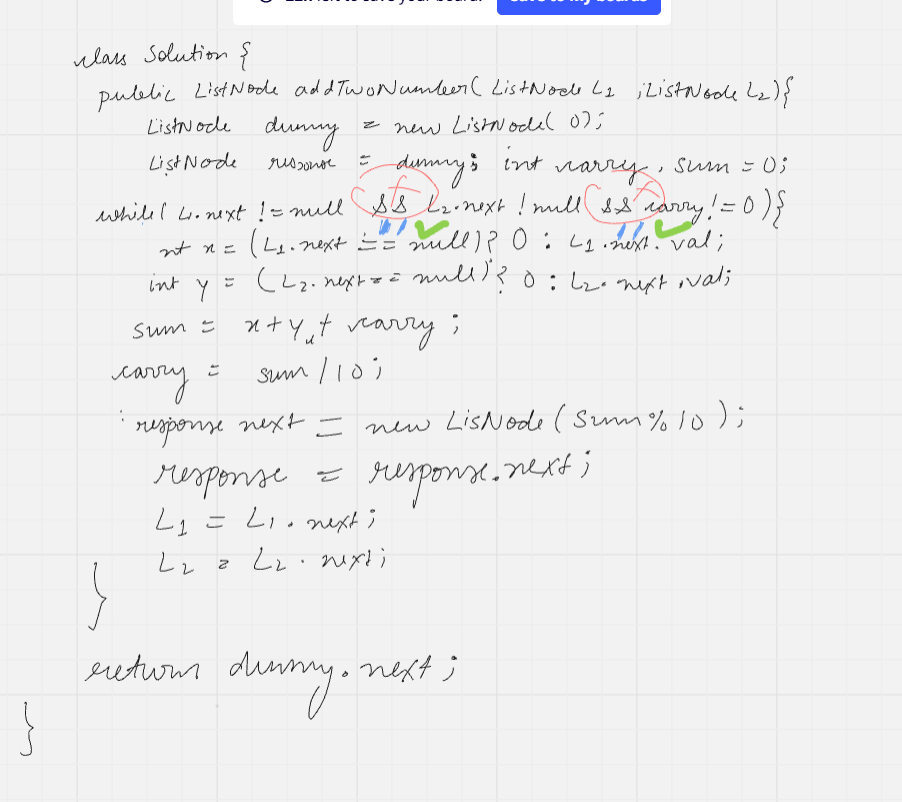 Save to my boards
class Solution {
public ListNode addTwoNumber( ListNode L1 , ListNode L2){
ListNode dummy = new ListNode( 0);
ListNode response = dummy; int carry, sum = 0;
while( L1.next != null && L2.next ! null && carry != 0 ){
int x = (L1.next == null)? 0 : L1.next.val;
int y = (L2.next == null)? 0 : L2.next.val;
sum = x+y+ carry ;
carry = sum / 10;
response next = new LisNode(sum%10);
response = response.next;
L1 = L1.next;
L2 = L2.next;
}
return dummy.next;
}